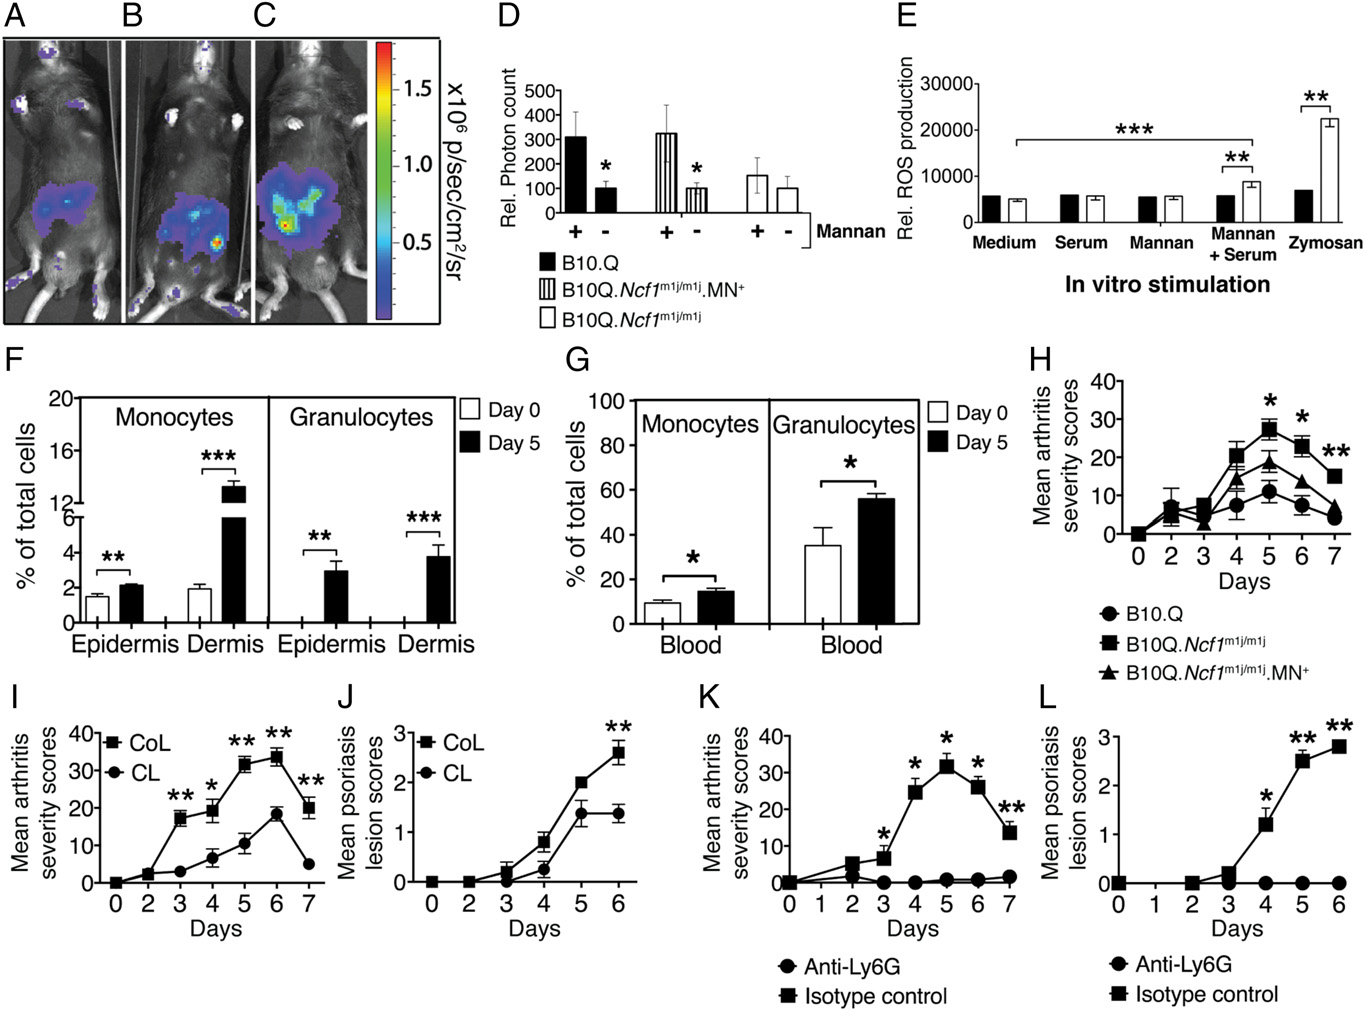 A B C D E
1.5
1.0
0.5
x10⁶ p/sec/cm²/sr
Rel. Photon count
500
400
300
200
100
0
* *
+ - + - + - Mannan
B10.Q
B10Q.Ncf1m1j/m1j.MN+
B10Q.Ncf1m1j/m1j
Rel. ROS production
30000
20000
10000
0
*** ** **
Medium Serum Mannan Mannan + Serum Zymosan
In vitro stimulation
F G H
% of total cells
20
16
12
6
4
2
0
Monocytes Granulocytes
** *** ** ***
Epidermis Dermis Epidermis Dermis
Day 0
Day 5
% of total cells
100
80
60
40
20
0
Monocytes Granulocytes
* *
Blood Blood
Day 0
Day 5
Mean arthritis
severity scores
40
30
20
10
0
* * **
0 2 3 4 5 6 7
Days
B10.Q
B10Q.Ncf1m1j/m1j
B10Q.Ncf1m1j/m1j.MN+
I J K L
Mean arthritis
severity scores
40
30
20
10
0
CoL
CL
** * ** ** **
0 2 3 4 5 6 7
Days
Mean psoriasis
lesion scores
3
2
1
0
CoL
CL
**
0 2 3 4 5 6
Days
Mean arthritis
severity scores
40
30
20
10
0
* * * * **
0 1 2 3 4 5 6 7
Days
Anti-Ly6G
Isotype control
Mean psoriasis
lesion scores
3
2
1
0
* ** **
0 1 2 3 4 5 6
Days
Anti-Ly6G
Isotype control